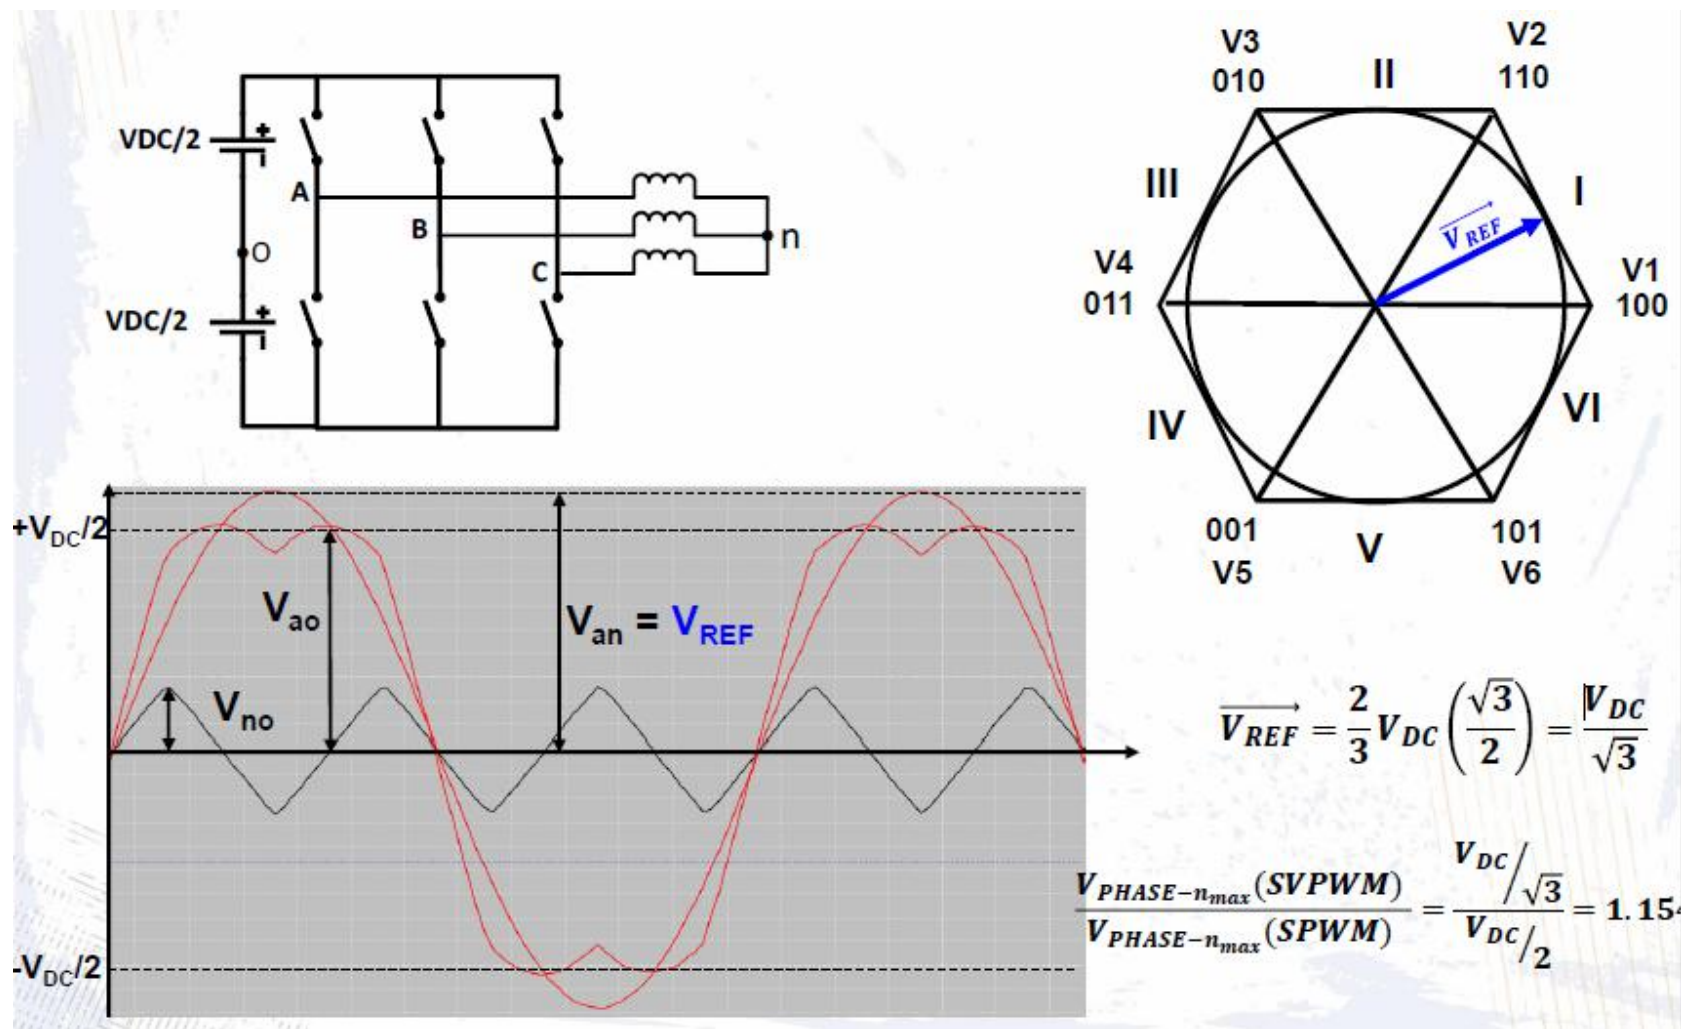 VDC/2
VDC/2
O
A
B
C
n
V3
010
II
V2
110
III
I
V_REF
V4
011
V1
100
IV
VI
001
V5
V
101
V6
+V_DC/2
V_ao
V_an = V_REF
V_no
-V_DC/2
V_REF = 2/3 V_DC (√3/2) = V_DC/√3
V_PHASE-n_max (SVPWM) / V_PHASE-n_max (SPWM) = V_DC/√3 / V_DC/2 = 1.154